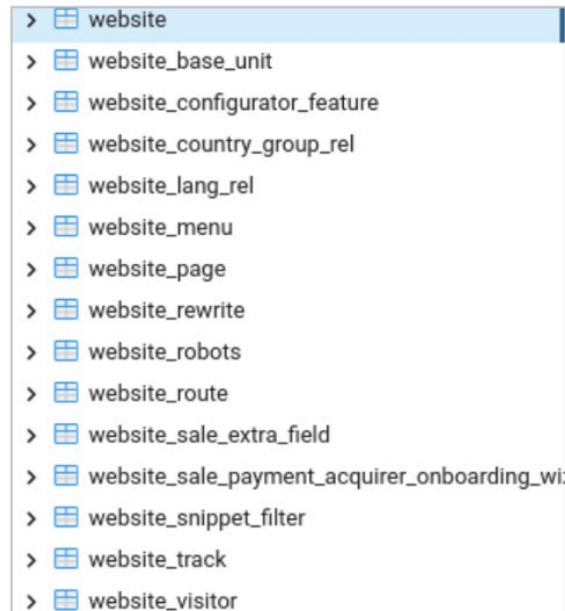 website
website_base_unit
website_configurator_feature
website_country_group_rel
website_lang_rel
website_menu
website_page
website_rewrite
website_robots
website_route
website_sale_extra_field
website_sale_payment_acquirer_onboarding_wi
website_snippet_filter
website_track
website_visitor